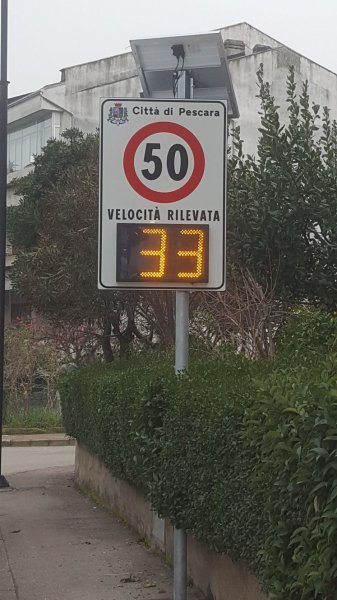 Città di Pescara
50
VELOCITÀ RILEVATA
33